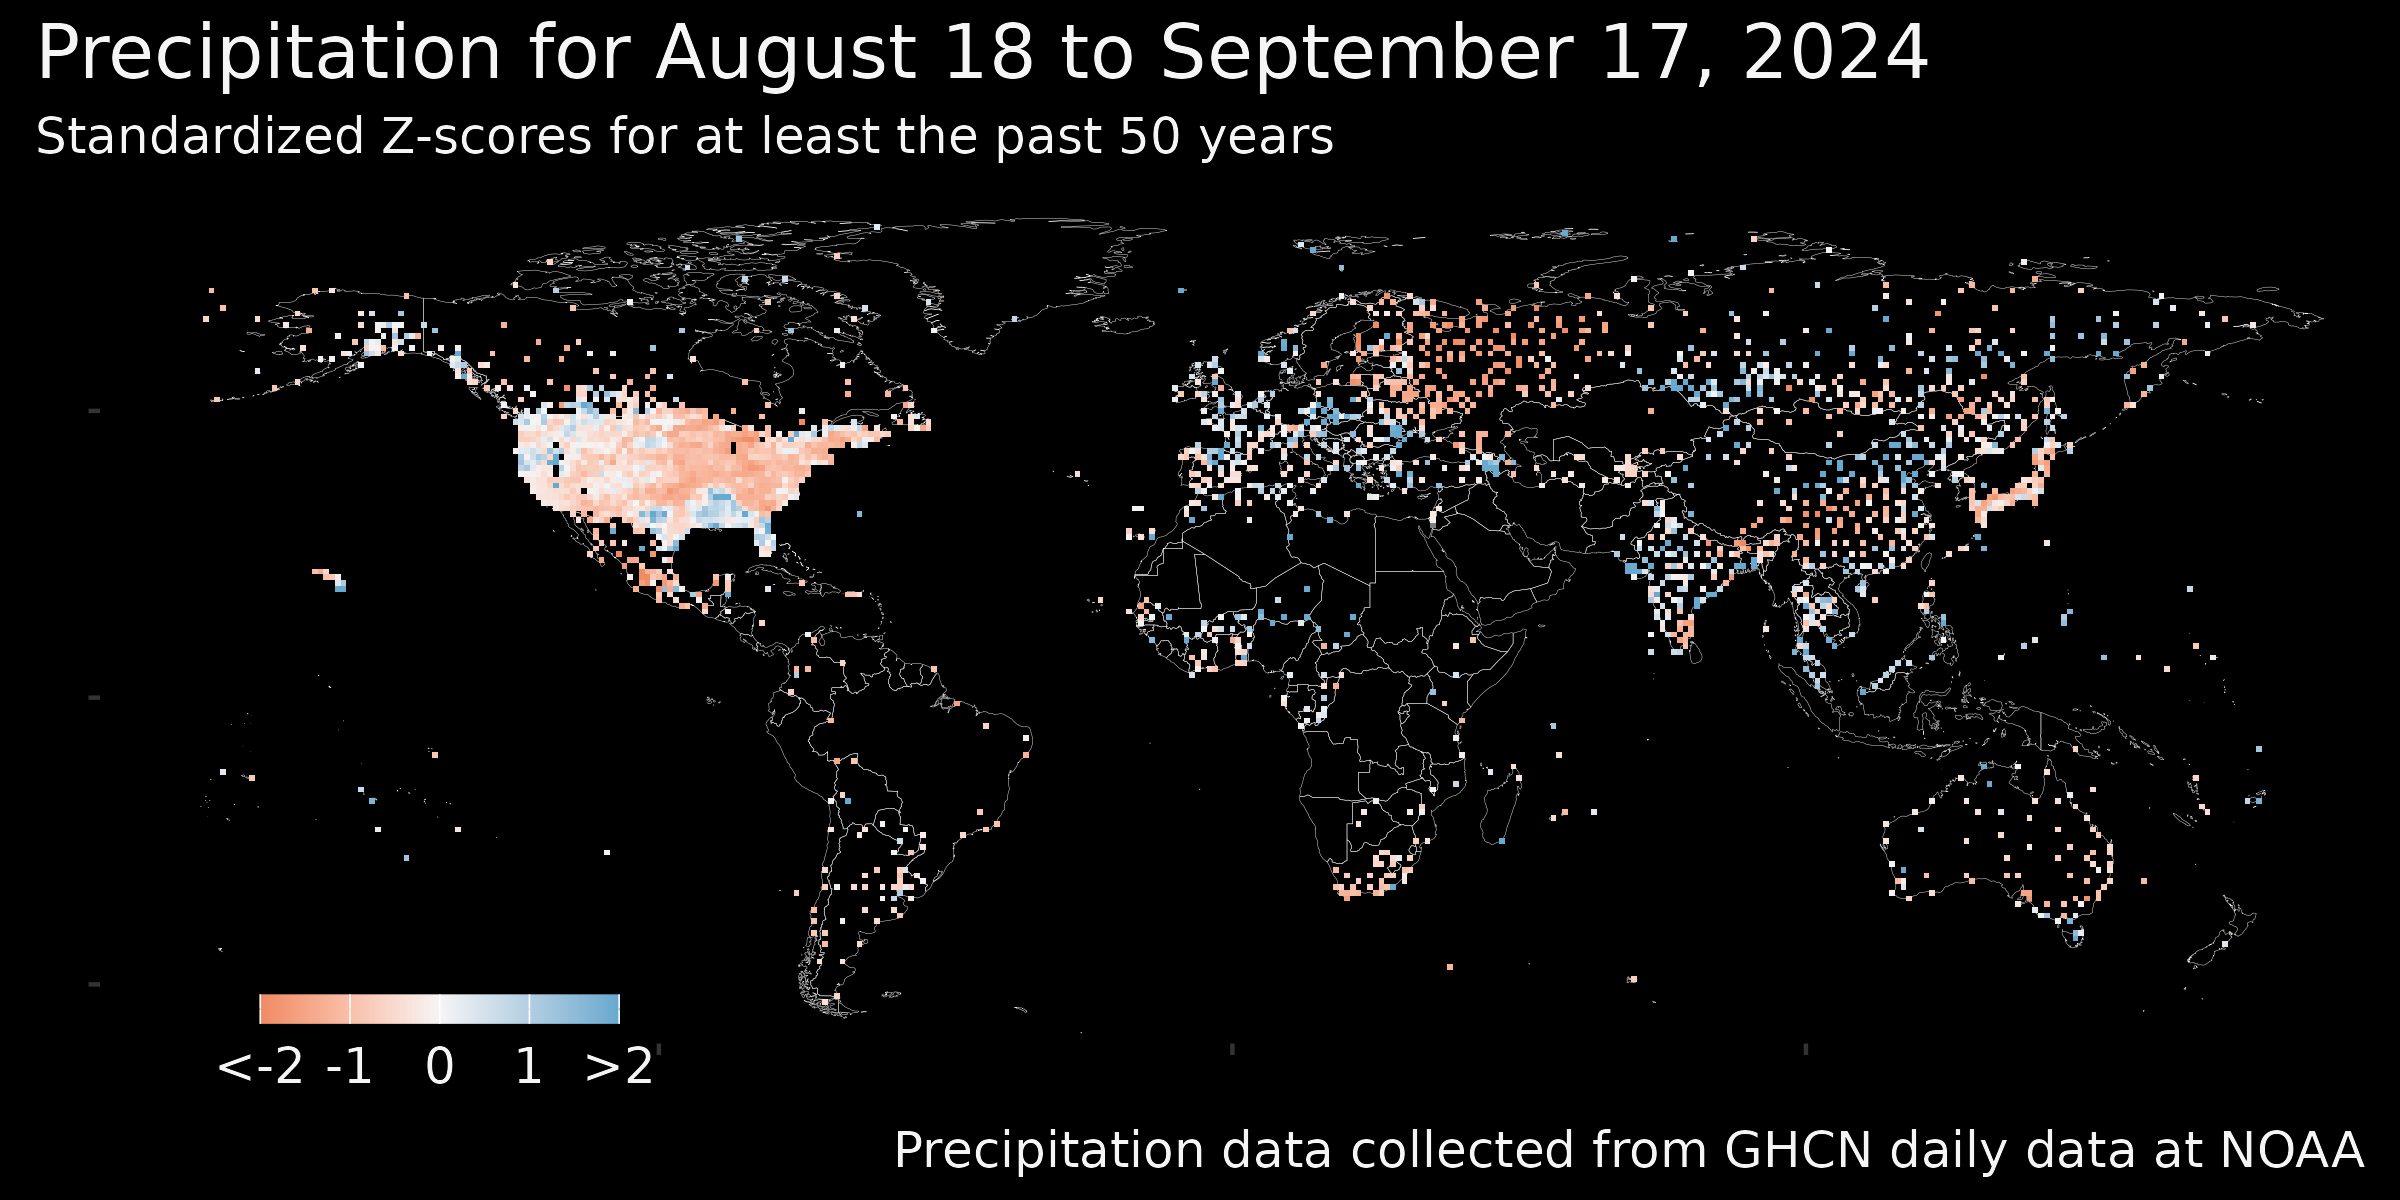 Precipitation for August 18 to September 17, 2024
Standardized Z-scores for at least the past 50 years
<-2 -1 0 1 >2
Precipitation data collected from GHCN daily data at NOAA